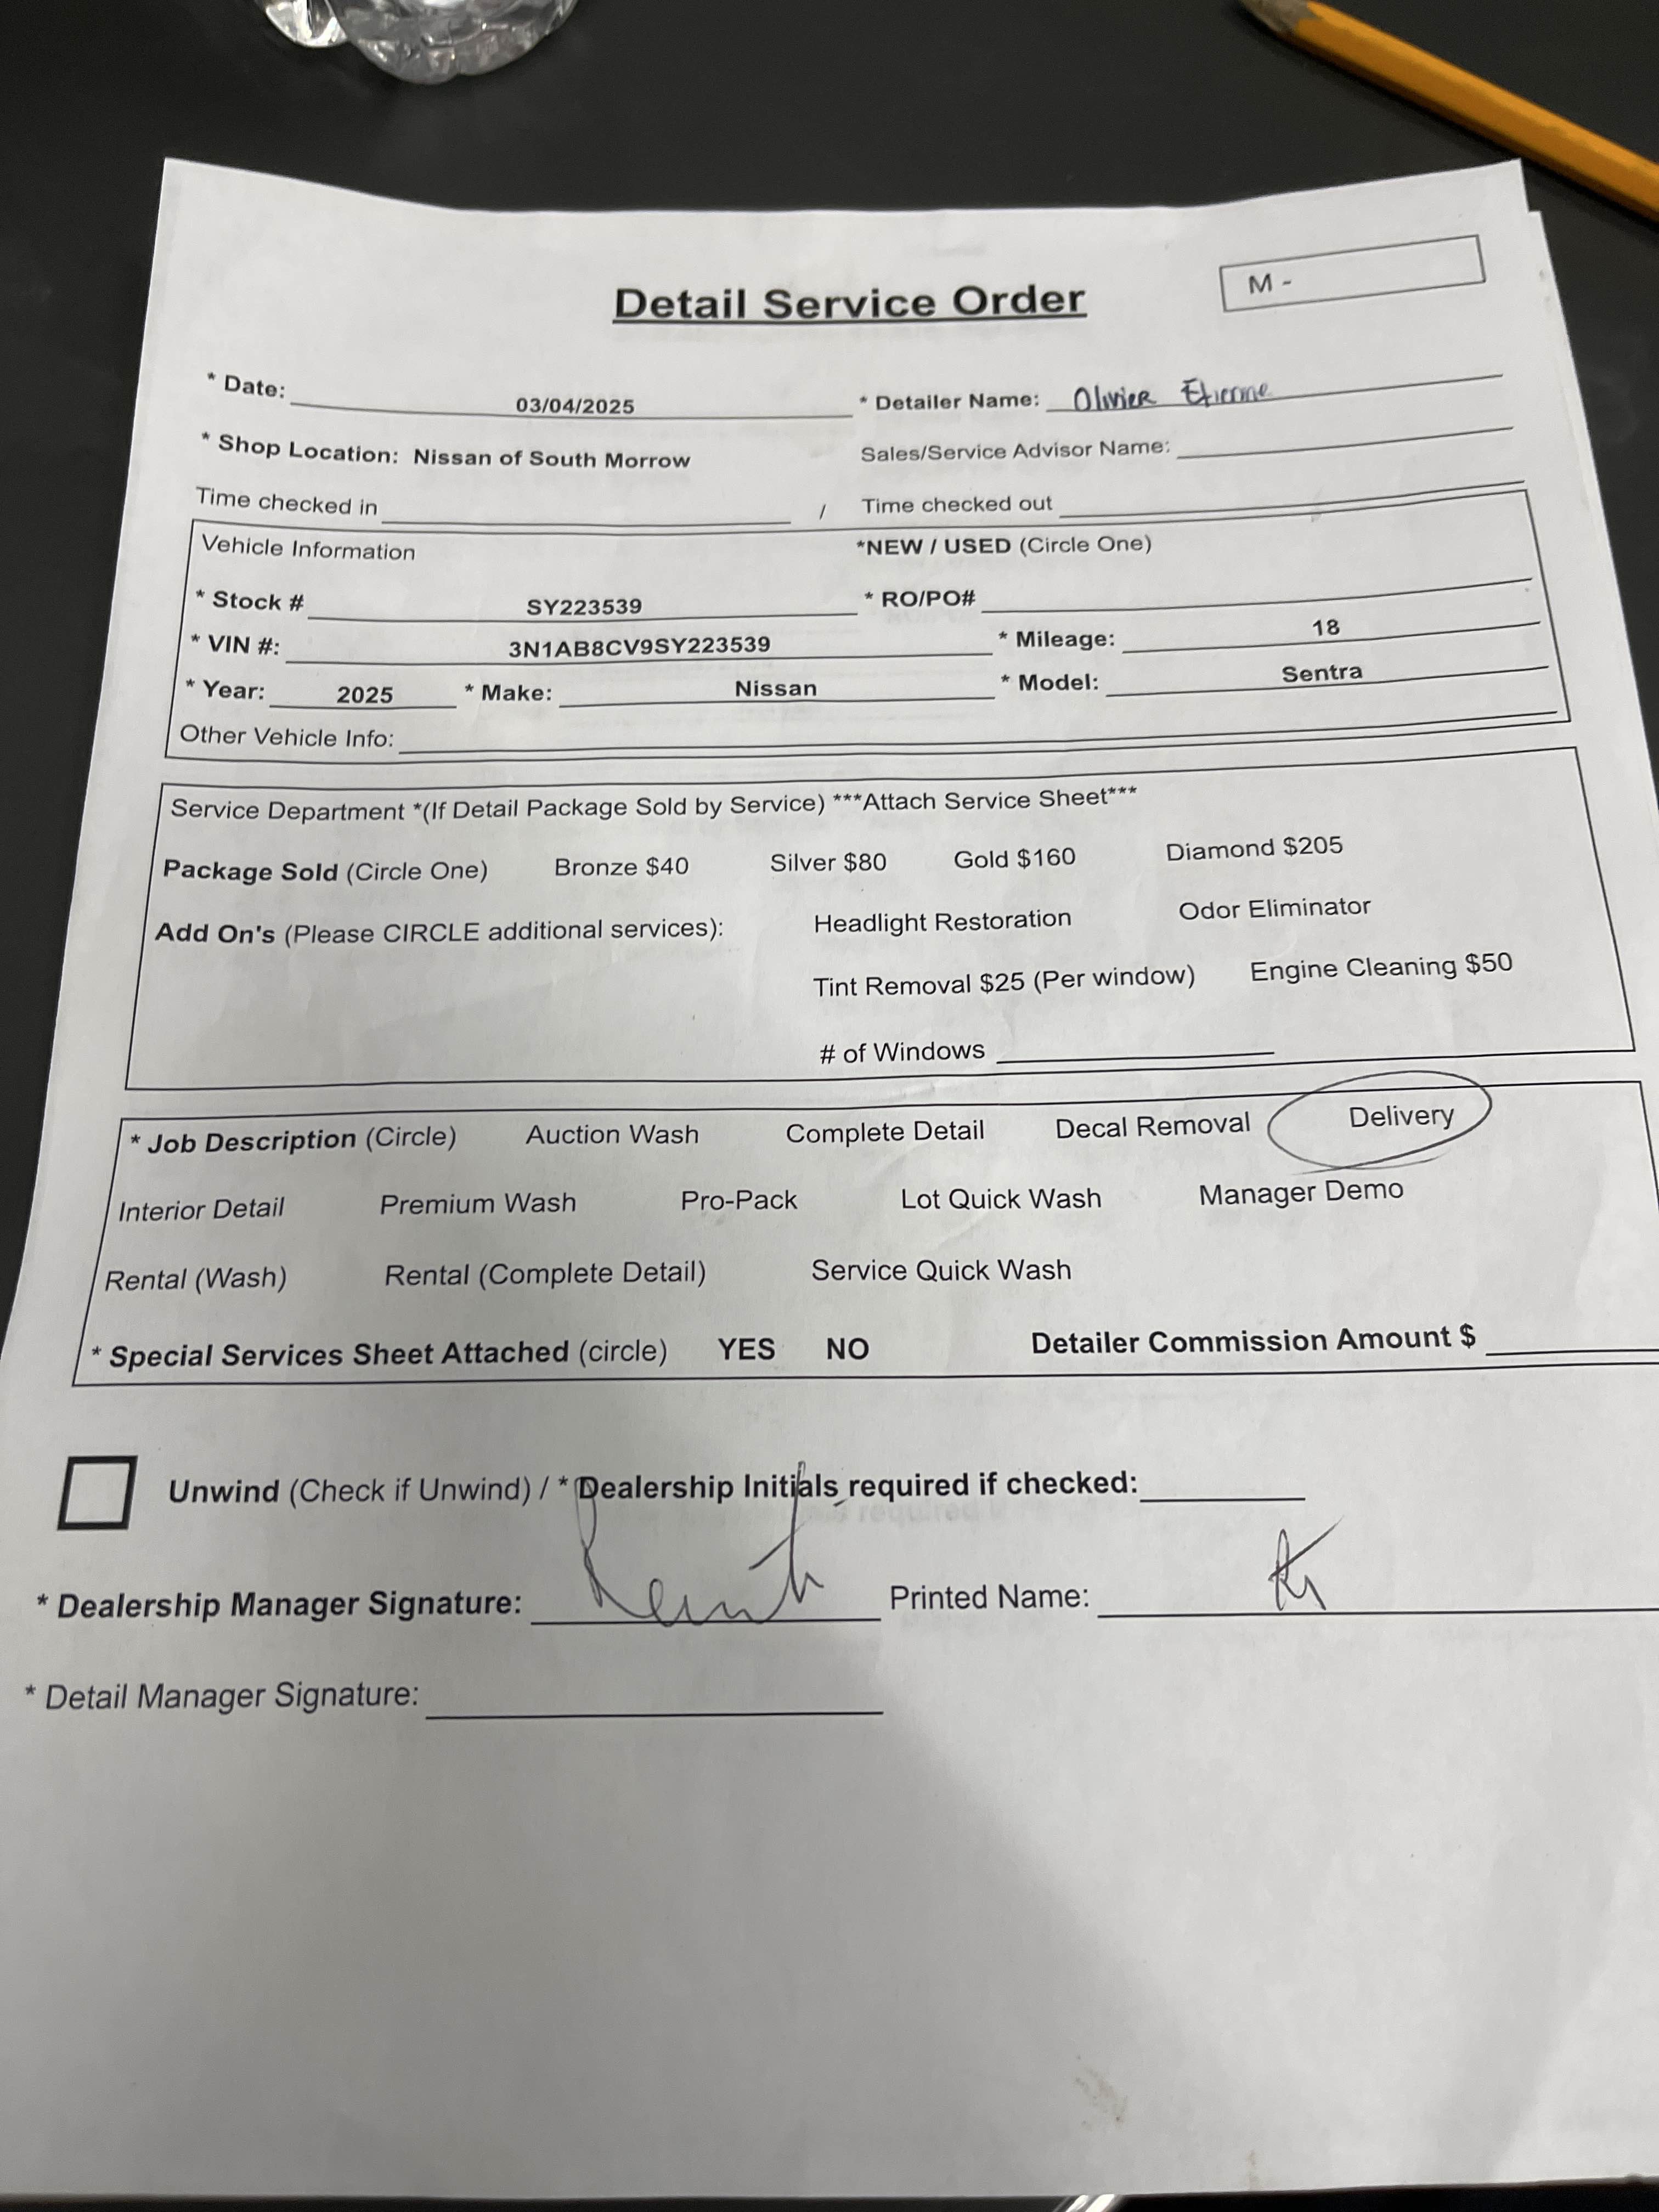 Detail Service Order
M -
* Date: 03/04/2025 * Detailer Name: Olivier Etienne
* Shop Location: Nissan of South Morrow Sales/Service Advisor Name:
Time checked in / Time checked out
Vehicle Information *NEW / USED (Circle One)
* Stock # SY223539 * RO/PO#
* VIN #: 3N1AB8CV9SY223539 * Mileage: 18
* Year: 2025 * Make: Nissan * Model: Sentra
Other Vehicle Info:
Service Department *(If Detail Package Sold by Service) ***Attach Service Sheet***
Package Sold (Circle One) Bronze $40 Silver $80 Gold $160 Diamond $205
Add On's (Please CIRCLE additional services): Headlight Restoration Odor Eliminator
Tint Removal $25 (Per window) Engine Cleaning $50
# of Windows
* Job Description (Circle) Auction Wash Complete Detail Decal Removal Delivery
Interior Detail Premium Wash Pro-Pack Lot Quick Wash Manager Demo
Rental (Wash) Rental (Complete Detail) Service Quick Wash
* Special Services Sheet Attached (circle) YES NO Detailer Commission Amount $
Unwind (Check if Unwind) / * Dealership Initials required if checked:
* Dealership Manager Signature: Printed Name:
* Detail Manager Signature: